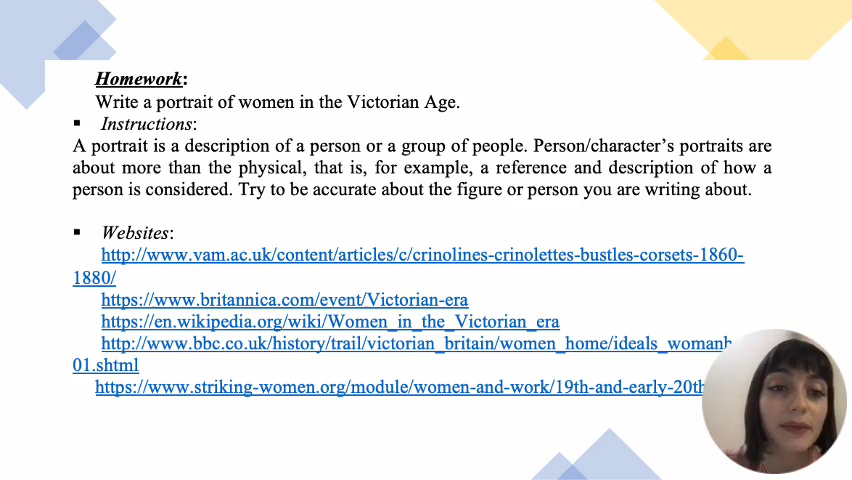 Homework:
Write a portrait of women in the Victorian Age.
▪ Instructions:
A portrait is a description of a person or a group of people. Person/character's portraits are
about more than the physical, that is, for example, a reference and description of how a
person is considered. Try to be accurate about the figure or person you are writing about.
▪ Websites:
http://www.vam.ac.uk/content/articles/c/crinolines-crinolettes-bustles-corsets-1860-
1880/
https://www.britannica.com/event/Victorian-era
https://en.wikipedia.org/wiki/Women_in_the_Victorian_era
http://www.bbc.co.uk/history/trail/victorian_britain/women_home/ideals_woman
01.shtml
https://www.striking-women.org/module/women-and-work/19th-and-early-20th